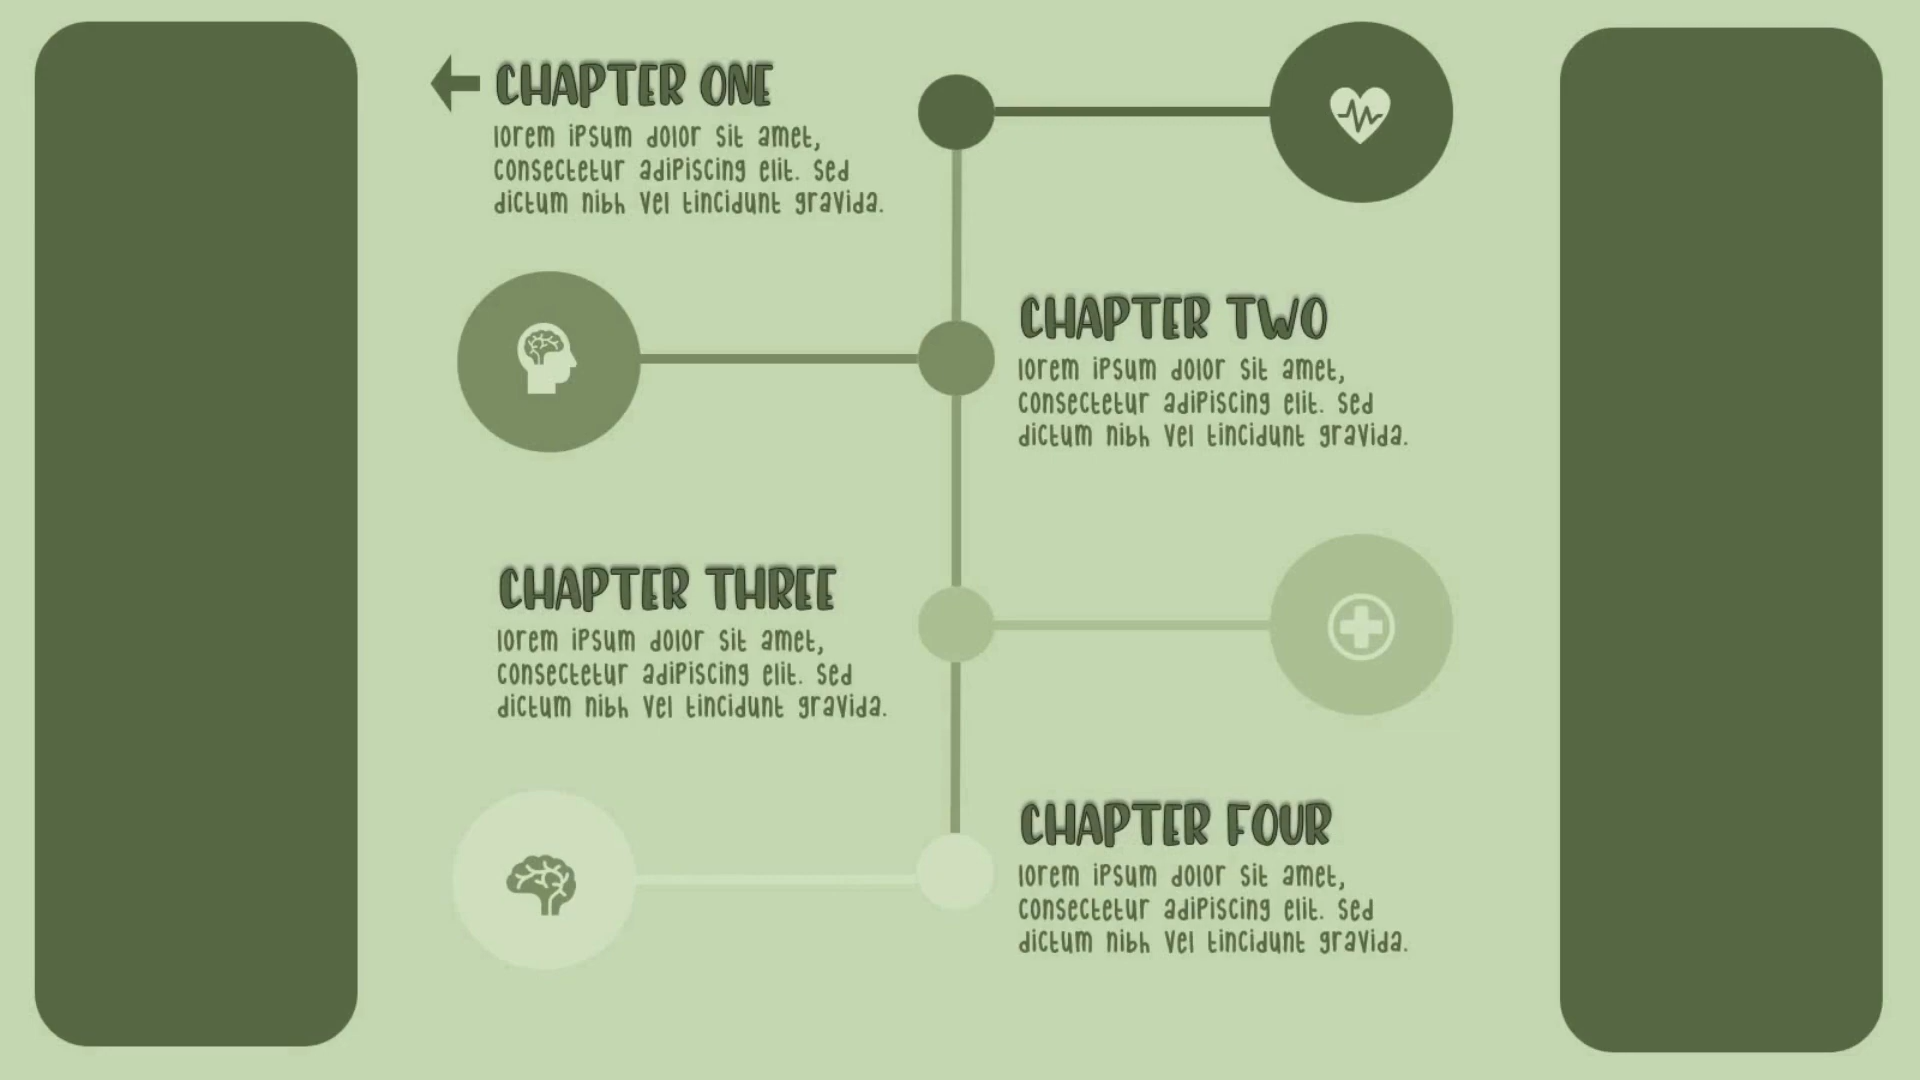 CHAPTER ONE
lorem ipsum dolor sit amet,
consectetur adipiscing elit. Sed
dictum nibh vel tincidunt gravida.
CHAPTER TWO
lorem ipsum dolor sit amet,
consectetur adipiscing elit. Sed
dictum nibh vel tincidunt gravida.
CHAPTER THREE
lorem ipsum dolor sit amet,
consectetur adipiscing elit. Sed
dictum nibh vel tincidunt gravida.
CHAPTER FOUR
lorem ipsum dolor sit amet,
consectetur adipiscing elit. Sed
dictum nibh vel tincidunt gravida.